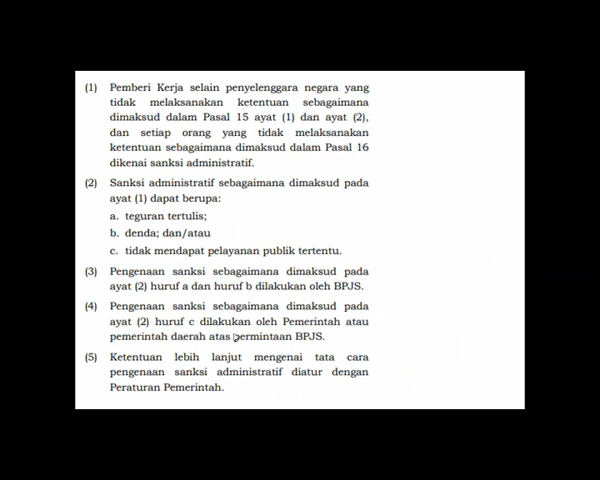 (1) Pemberi Kerja selain penyelenggara negara yang
tidak melaksanakan ketentuan sebagaimana
dimaksud dalam Pasal 15 ayat (1) dan ayat (2),
dan setiap orang yang tidak melaksanakan
ketentuan sebagaimana dimaksud dalam Pasal 16
dikenai sanksi administratif.
(2) Sanksi administratif sebagaimana dimaksud pada
ayat (1) dapat berupa:
a. teguran tertulis;
b. denda; dan/atau
c. tidak mendapat pelayanan publik tertentu.
(3) Pengenaan sanksi sebagaimana dimaksud pada
ayat (2) huruf a dan huruf b dilakukan oleh BPJS.
(4) Pengenaan sanksi sebagaimana dimaksud pada
ayat (2) huruf c dilakukan oleh Pemerintah atau
pemerintah daerah atas permintaan BPJS.
(5) Ketentuan lebih lanjut mengenai tata cara
pengenaan sanksi administratif diatur dengan
Peraturan Pemerintah.